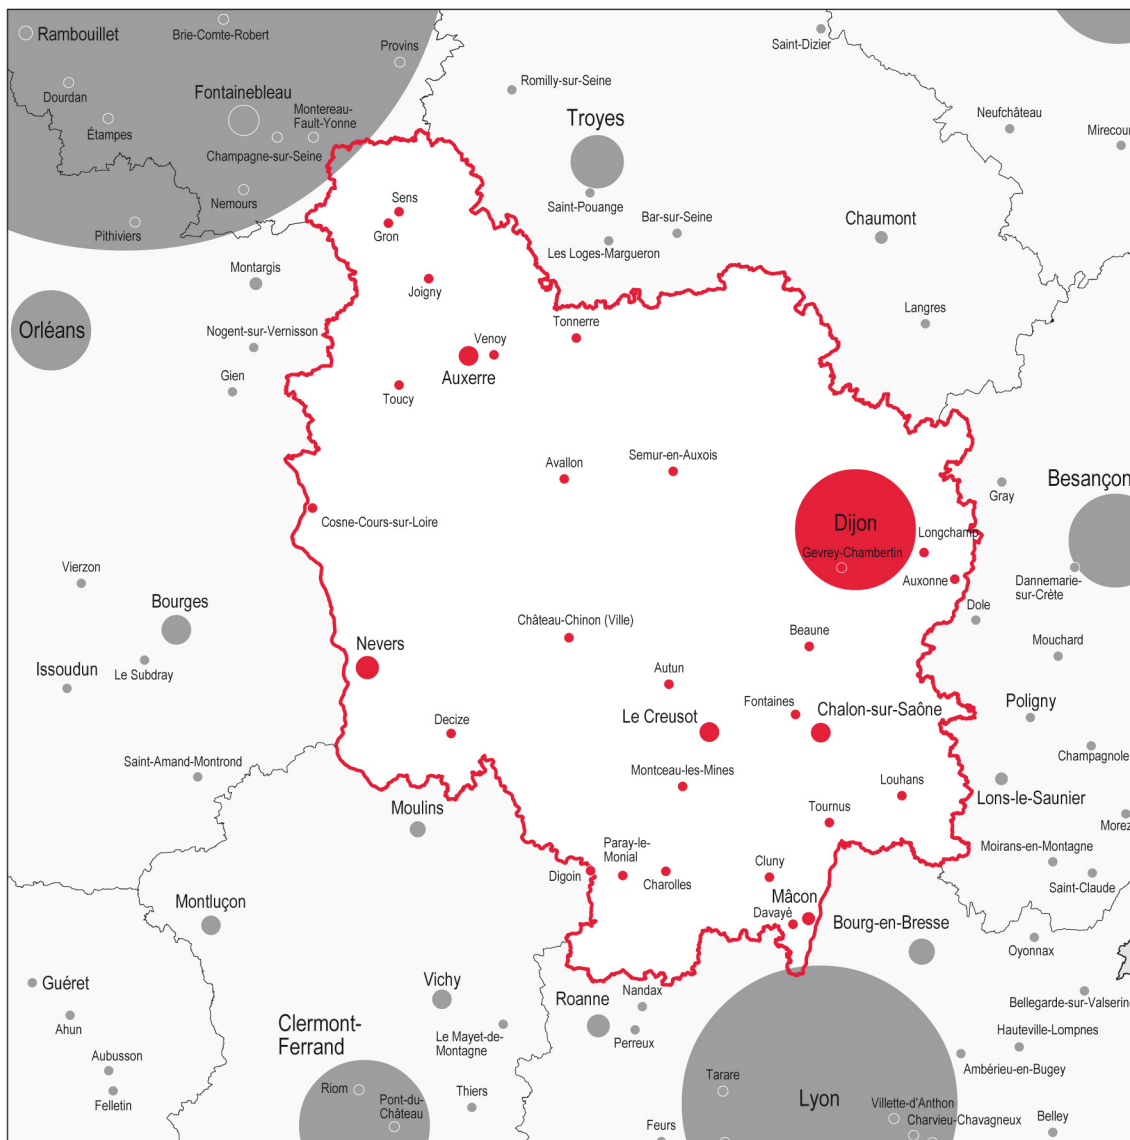 Rambouillet
Brie-Comte-Robert
Provins
Saint-Dizier
Dourdan
Fontainebleau
Romilly-sur-Seine
Montereau-
Fault-Yonne
Étampes
Champagne-sur-Seine
Troyes
Neufchâteau
Mirecour
Nemours
Pithiviers
Sens
Gron
Saint-Pouange
Bar-sur-Seine
Les Loges-Margueron
Chaumont
Montargis
Joigny
Langres
Orléans
Nogent-sur-Vernisson
Gien
Venoy
Auxerre
Tonnerre
Toucy
Avallon
Semur-en-Auxois
Cosne-Cours-sur-Loire
Dijon
Gevrey-Chambertin
Longchamp
Auxonne
Gray
Besançon
Dannemarie-
sur-Crète
Dole
Vierzon
Bourges
Le Subdray
Issoudun
Château-Chinon (Ville)
Nevers
Beaune
Mouchard
Autun
Le Creusot
Fontaines
Chalon-sur-Saône
Poligny
Decize
Champagnole
Saint-Amand-Montrond
Montceau-les-Mines
Louhans
Lons-le-Saunier
Moulins
Tournus
Morez
Paray-le-
Monial
Digoin
Charolles
Cluny
Moirans-en-Montagne
Saint-Claude
Montluçon
Mâcon
Davayé
Bourg-en-Bresse
Oyonnax
Guéret
Ahun
Vichy
Roanne
Nandax
Perreux
Bellegarde-sur-Valserine
Hauteville-Lompnes
Aubusson
Felletin
Clermont-
Ferrand
Le Mayet-de-
Montagne
Ambérieu-en-Bugey
Riom
Pont-du-
Château
Thiers
Tarare
Lyon
Villette-d'Anthon
Charvieu-Chavagneux
Feurs
Belley